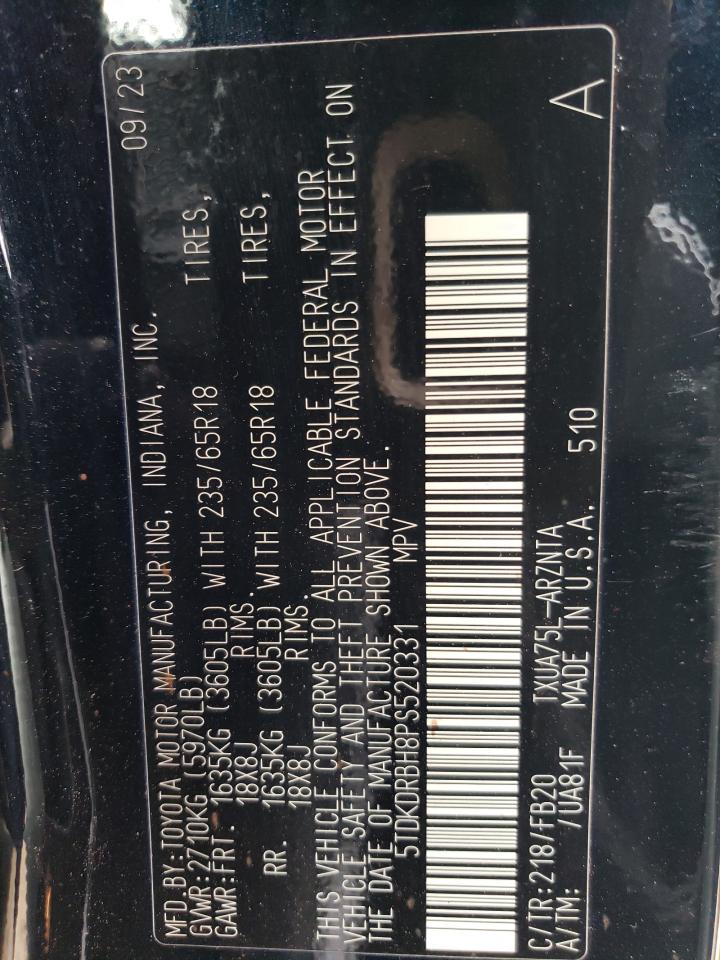 MFD.BY:TOYOTA MOTOR MANUFACTURING, INDIANA, INC. 09/23
GVWR:2710KG (5970LB)
GAWR:FRT. 1635KG (3605LB) WITH 235/65R18 TIRES,
18X8J RIMS.
RR. 1635KG (3605LB) WITH 235/65R18 TIRES,
18X8J RIMS.
THIS VEHICLE CONFORMS TO ALL APPLICABLE FEDERAL MOTOR
VEHICLE SAFETY AND THEFT PREVENTION STANDARDS IN EFFECT ON
THE DATE OF MANUFACTURE SHOWN ABOVE.
5TDKDRBH8PS520331 MPV
C/TR:218/FB20 TXUA75L-ARZNTA 510 A
A/TM: /UA81F MADE IN U.S.A.